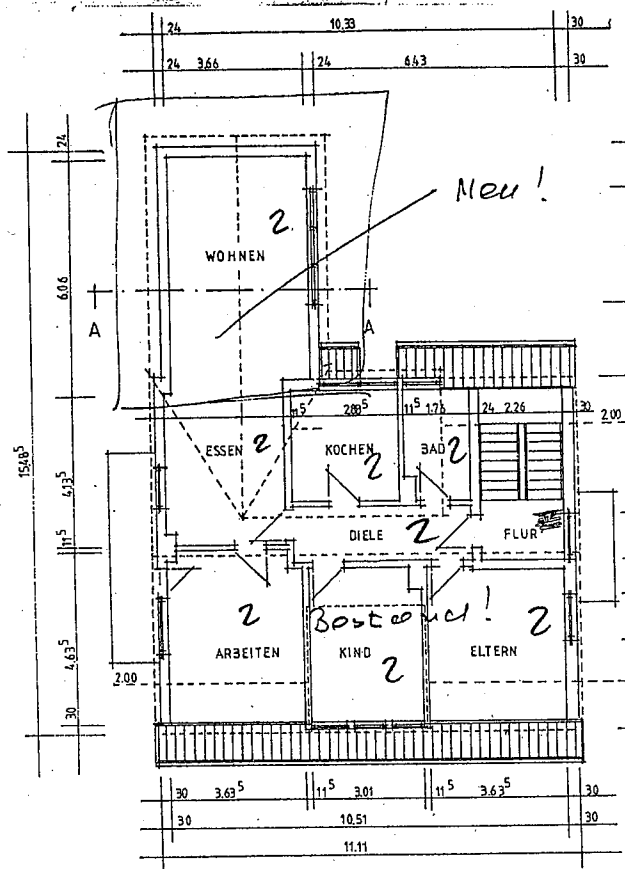 24 10.33 30
24 3.66 24 6.43 30
24
Neu !
2
WOHNEN
6.06
A A
11⁵ 2.88⁵ 11⁵ 1.76 24 2.26 30
2.00
ESSEN 2 KOCHEN 2 BAD 2
15.48⁵
4.13⁵
DIELE 2 FLUR
11⁵
2 Bestand ! 2
ARBEITEN KIND ELTERN
2
4.63⁵
2.00
30
30 3.63⁵ 11⁵ 3.01 11⁵ 3.63⁵ 30
30 10.51 30
11.11